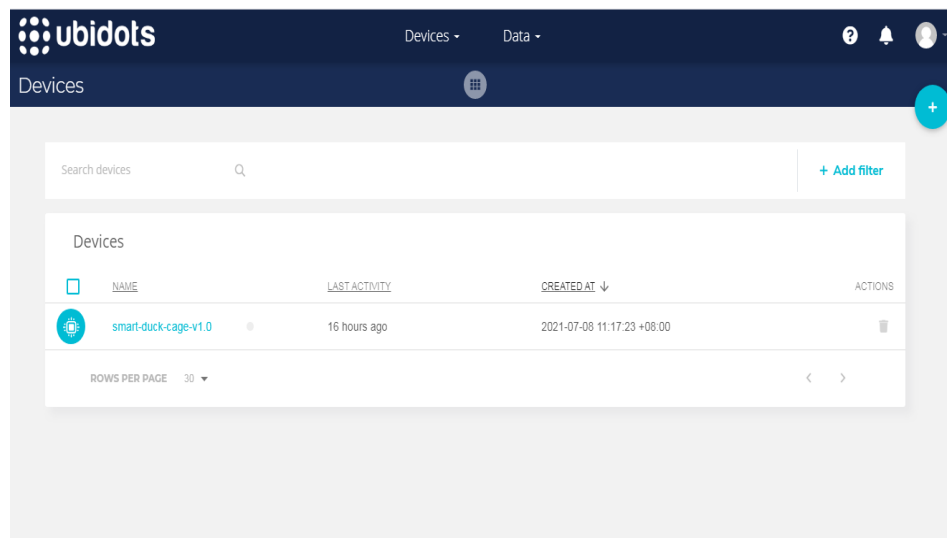 ubidots
Devices
Data
Devices
Search devices
+ Add filter
Devices
NAME
LAST ACTIVITY
CREATED AT
ACTIONS
smart-duck-cage-v1.0
16 hours ago
2021-07-08 11:17:23 +08:00
ROWS PER PAGE 30